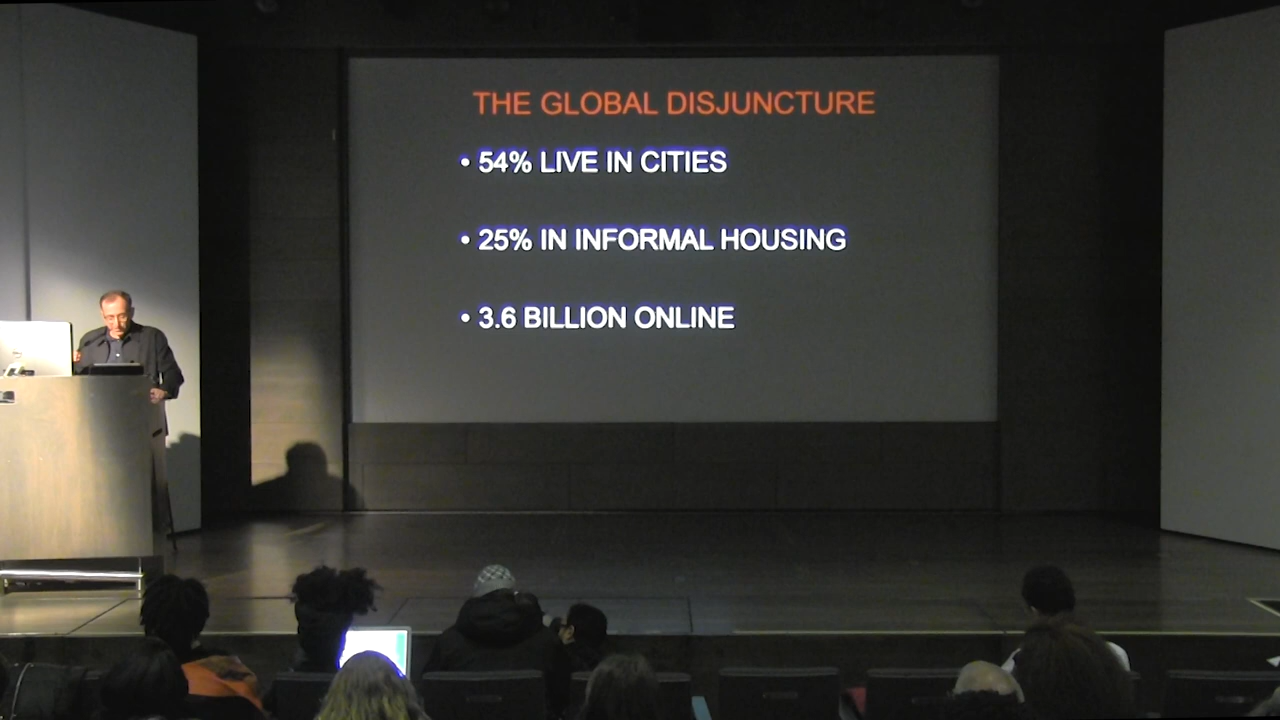 THE GLOBAL DISJUNCTURE
• 54% LIVE IN CITIES
• 25% IN INFORMAL HOUSING
• 3.6 BILLION ONLINE